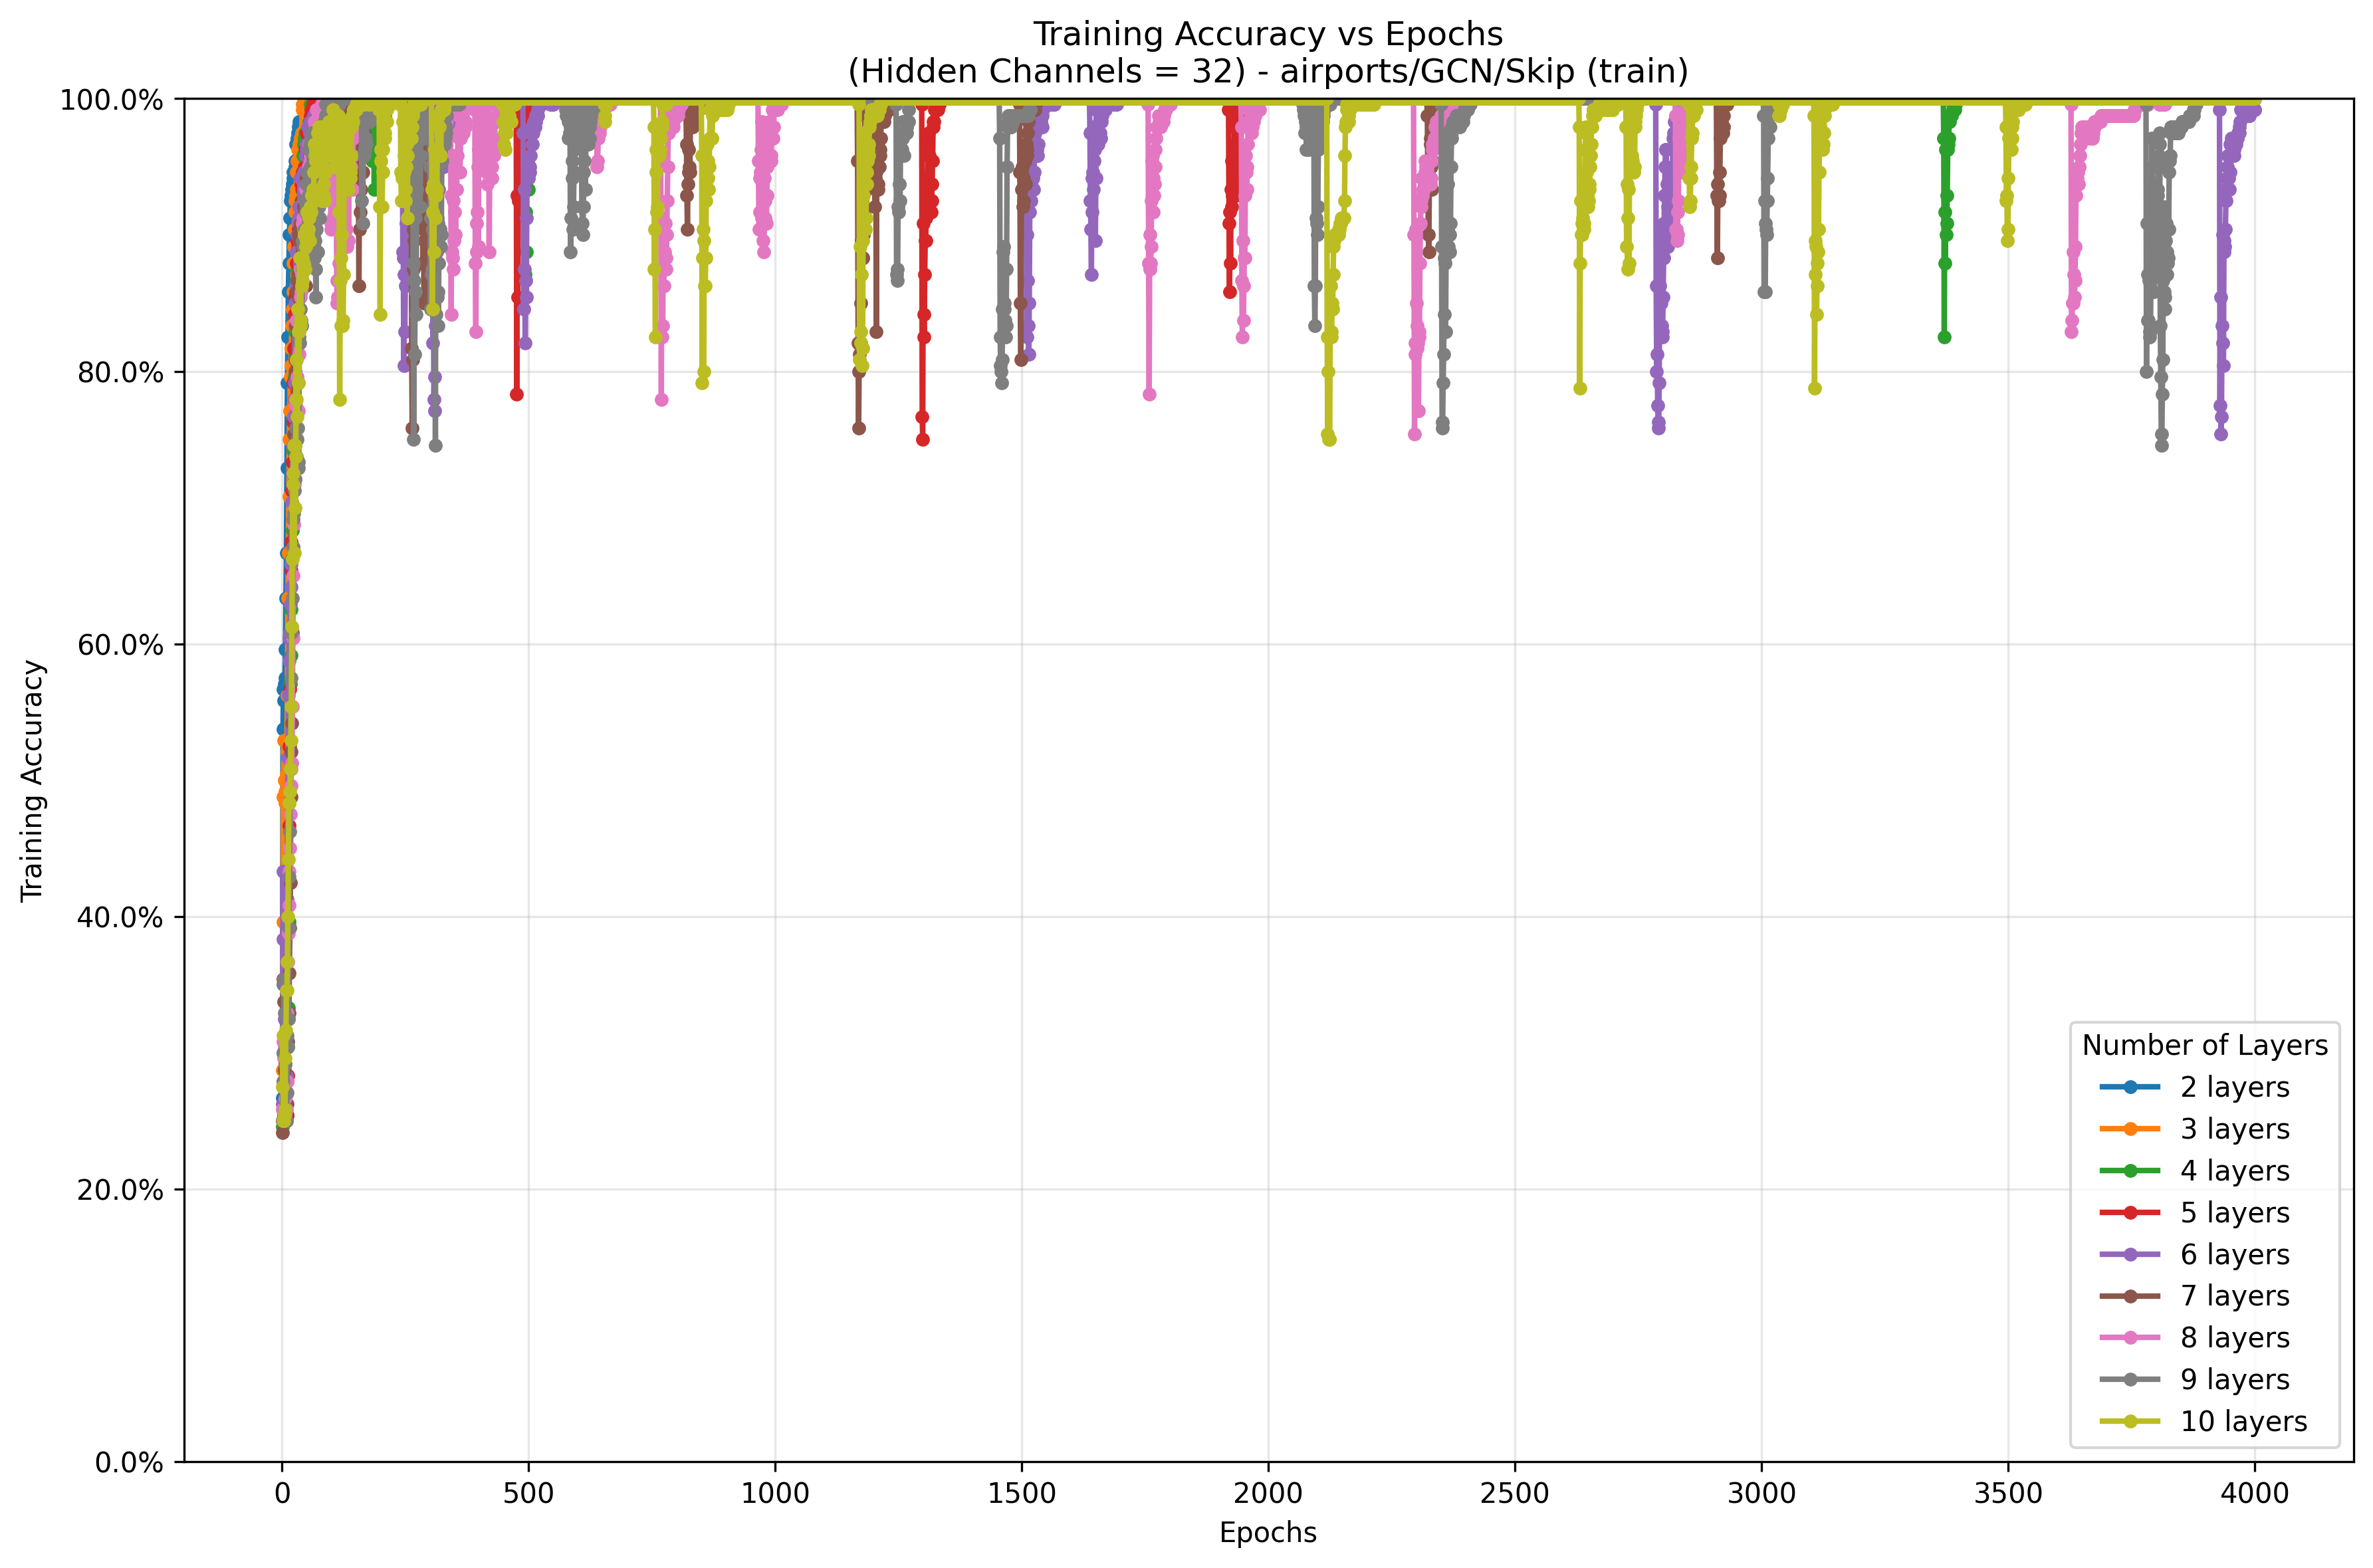 Training Accuracy vs Epochs
(Hidden Channels = 32) - airports/GCN/Skip (train)
Training Accuracy
100.0%
80.0%
60.0%
40.0%
20.0%
0.0%
0 500 1000 1500 2000 2500 3000 3500 4000
Epochs
Number of Layers
2 layers
3 layers
4 layers
5 layers
6 layers
7 layers
8 layers
9 layers
10 layers